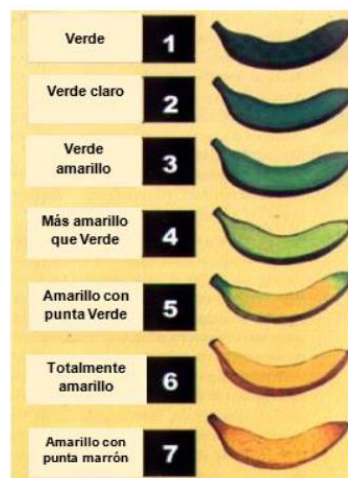 Verde
1
Verde claro
2
Verde
amarillo
3
Más amarillo
que Verde
4
Amarillo con
punta Verde
5
Totalmente
amarillo
6
Amarillo con
punta marrón
7